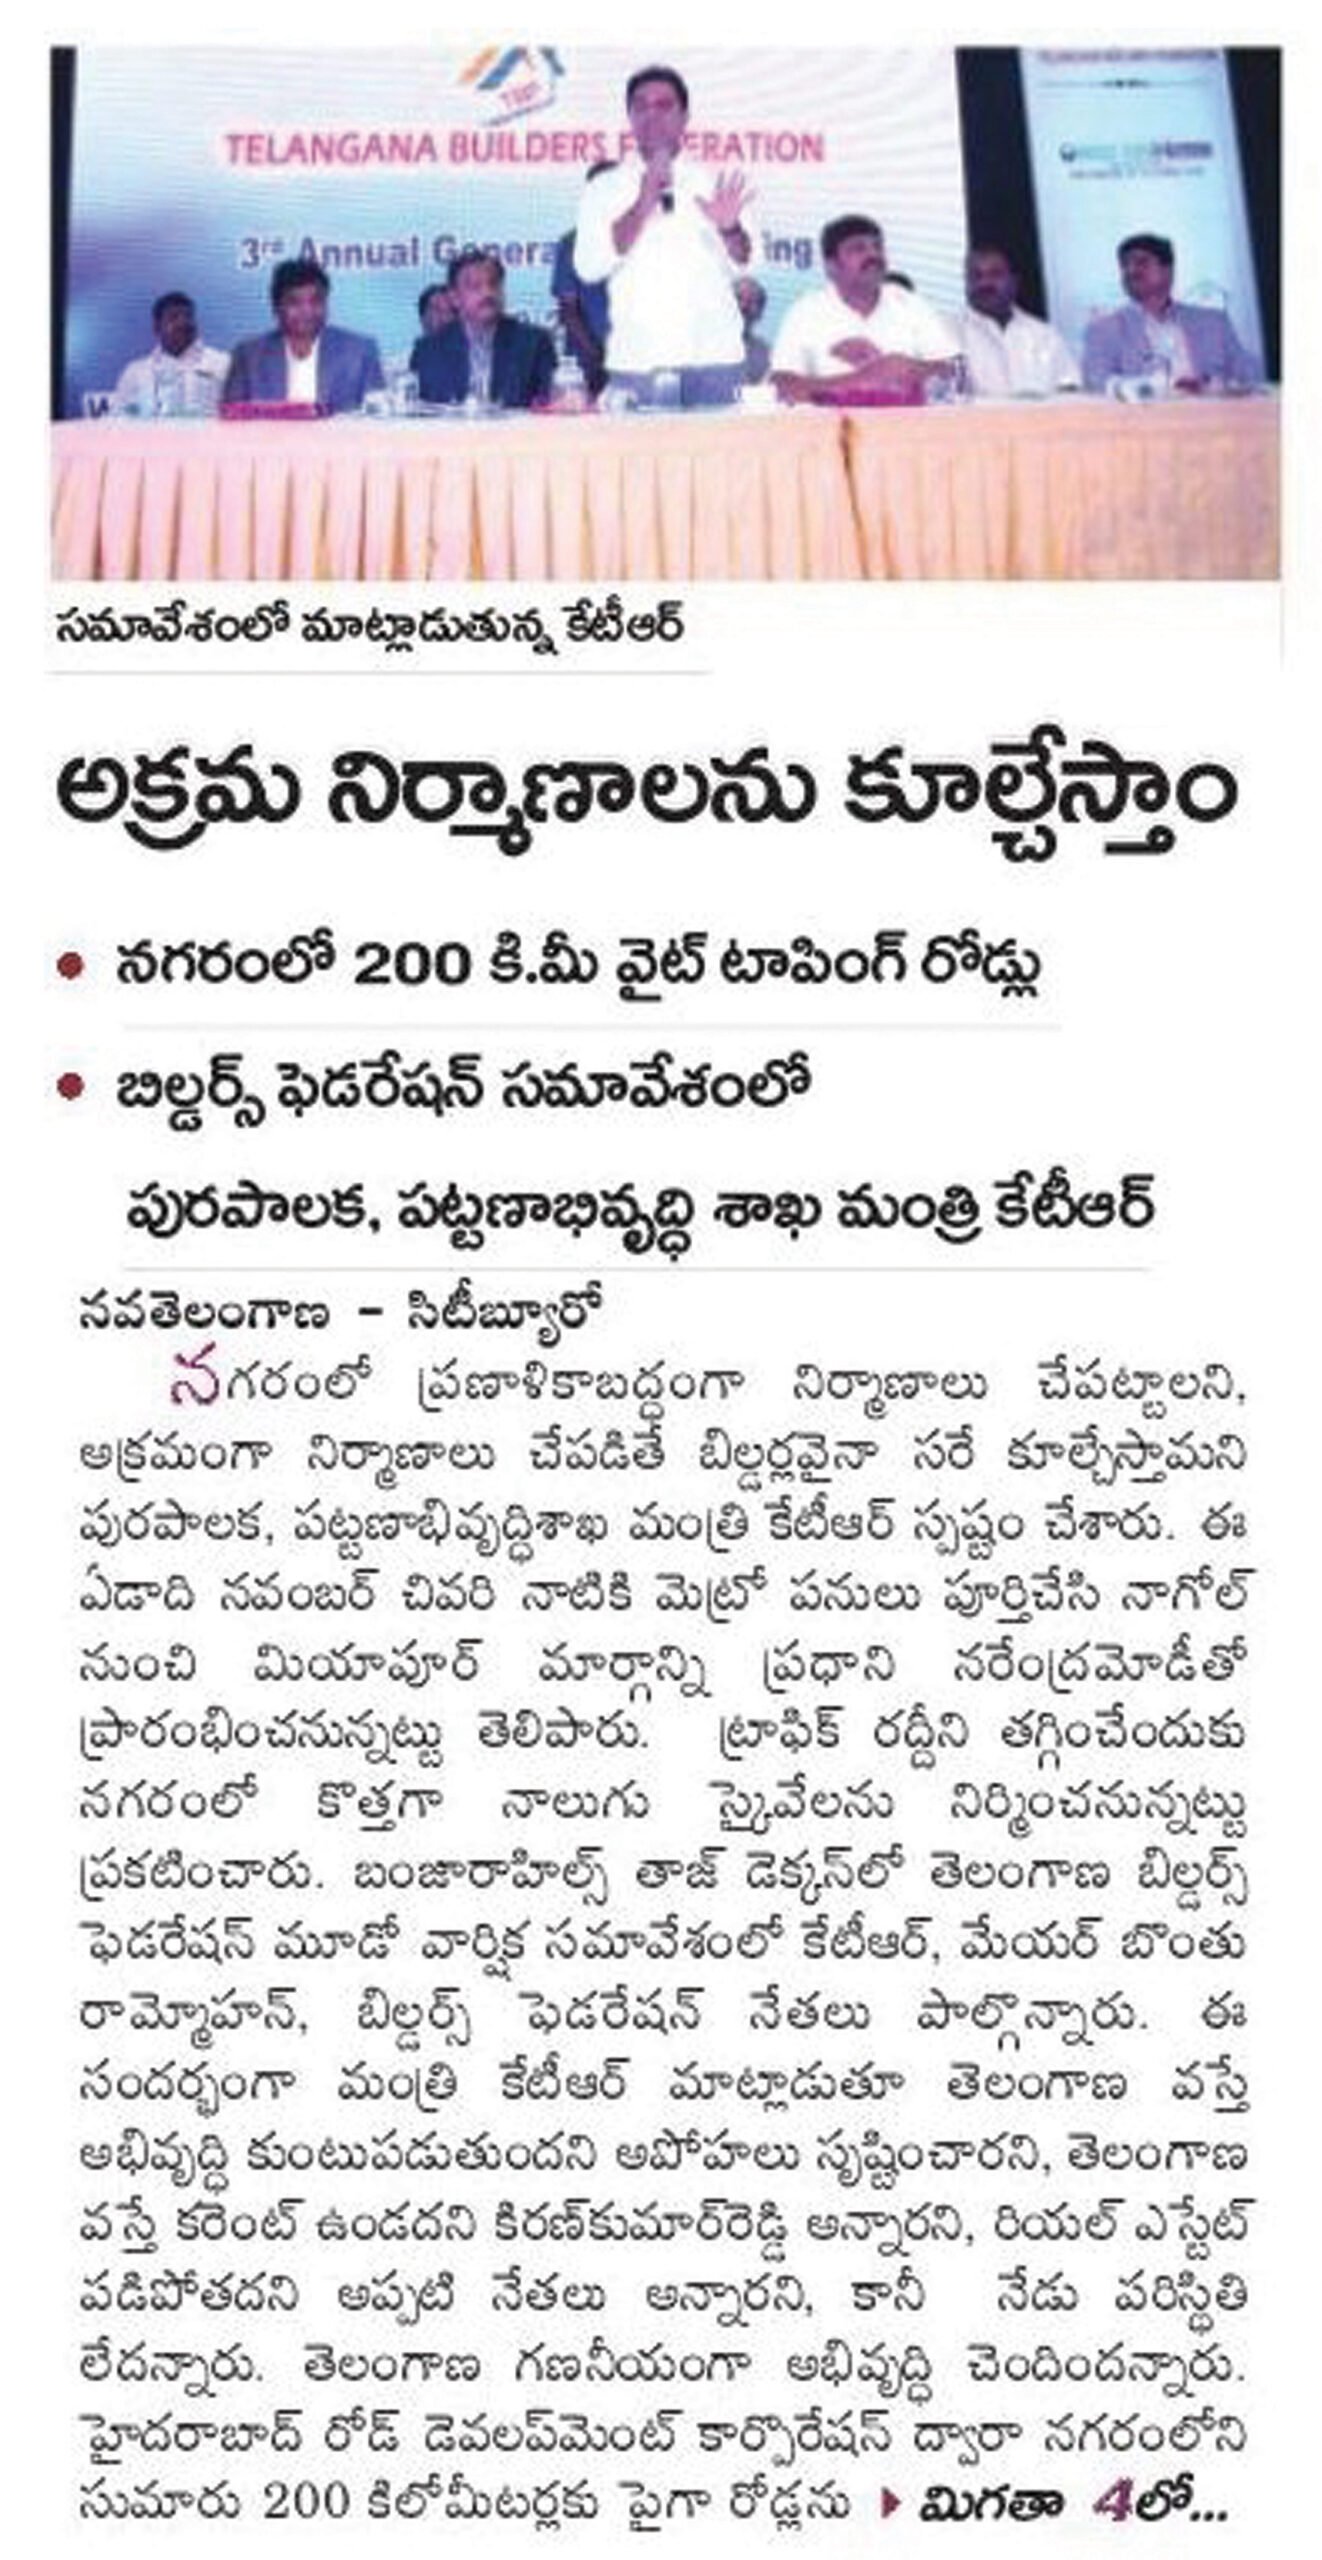 TELANGANA BUILDERS F ERATION
3rd Annual Genera ing
సమావేశంలో మాట్లాడుతున్న కేటీఆర్
అక్రమ నిర్మాణాలను కూల్చేస్తాం
• నగరంలో 200 కి.మీ వైట్ టాపింగ్ రోడ్లు
• బిల్డర్స్ ఫెడరేషన్ సమావేశంలో
పురపాలక, పట్టణాభివృద్ధి శాఖ మంత్రి కేటీఆర్
నవతెలంగాణ - సిటీబ్యూరో
నగరంలో ప్రణాళికాబద్ధంగా నిర్మాణాలు చేపట్టాలని,
అక్రమంగా నిర్మాణాలు చేపడితే బిల్డర్లవైనా సరే కూల్చేస్తామని
పురపాలక, పట్టణాభివృద్ధిశాఖ మంత్రి కేటీఆర్ స్పష్టం చేశారు. ఈ
ఏడాది నవంబర్ చివరి నాటికి మెట్రో పనులు పూర్తిచేసి నాగోల్
నుంచి మియాపూర్ మార్గాన్ని ప్రధాని నరేంద్రమోడీతో
ప్రారంభించనున్నట్టు తెలిపారు. ట్రాఫిక్ రద్దీని తగ్గించేందుకు
నగరంలో కొత్తగా నాలుగు స్కైవేలను నిర్మించనున్నట్టు
ప్రకటించారు. బంజారాహిల్స్ తాజ్ డెక్కన్‌లో తెలంగాణ బిల్డర్స్
ఫెడరేషన్ మూడో వార్షిక సమావేశంలో కేటీఆర్, మేయర్ బొంతు
రామ్మోహన్, బిల్డర్స్ ఫెడరేషన్ నేతలు పాల్గొన్నారు. ఈ
సందర్భంగా మంత్రి కేటీఆర్ మాట్లాడుతూ తెలంగాణ వస్తే
అభివృద్ధి కుంటుపడుతుందని అపోహలు సృష్టించారని, తెలంగాణ
వస్తే కరెంట్ ఉండదని కిరణ్‌కుమార్‌రెడ్డి అన్నారని, రియల్ ఎస్టేట్
పడిపోతదని అప్పటి నేతలు అన్నారని, కానీ నేడు పరిస్థితి
లేదన్నారు. తెలంగాణ గణనీయంగా అభివృద్ధి చెందిందన్నారు.
హైదరాబాద్ రోడ్ డెవలప్‌మెంట్ కార్పొరేషన్ ద్వారా నగరంలోని
సుమారు 200 కిలోమీటర్లకు పైగా రోడ్లను ▶ మిగతా 4లో...